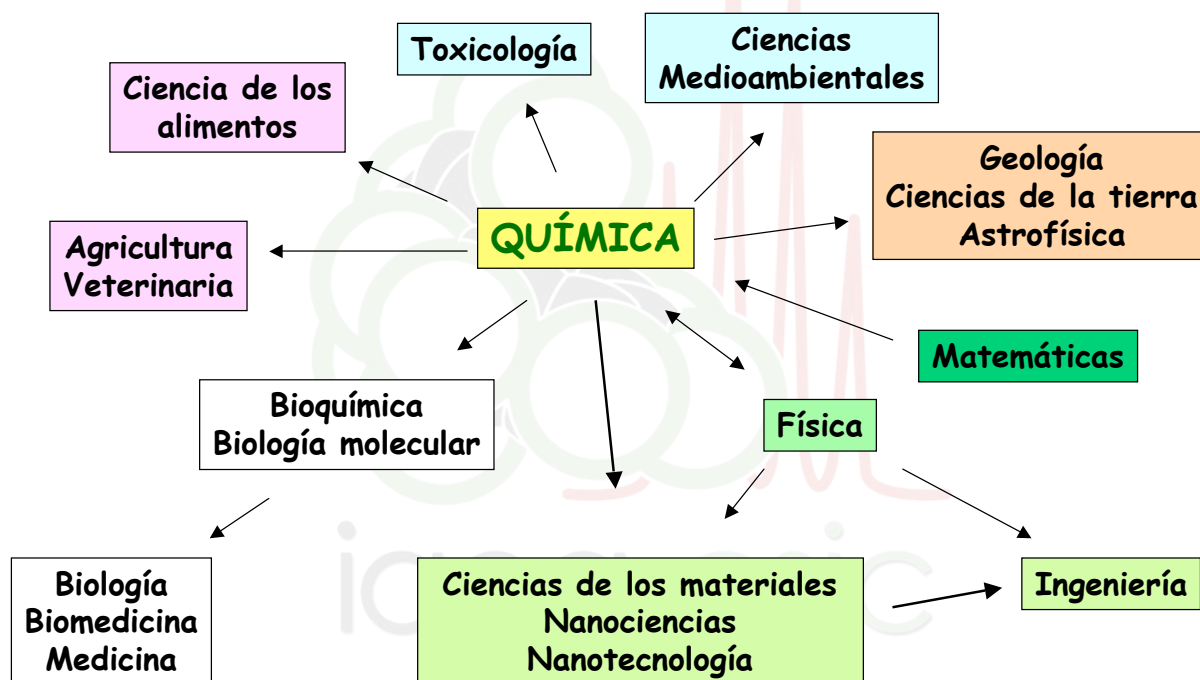 Toxicología
Ciencias
Medioambientales
Ciencia de los
alimentos
Geología
Ciencias de la tierra
Astrofísica
QUÍMICA
Agricultura
Veterinaria
Matemáticas
Bioquímica
Biología molecular
Física
Biología
Biomedicina
Medicina
Ciencias de los materiales
Nanociencias
Nanotecnología
Ingeniería